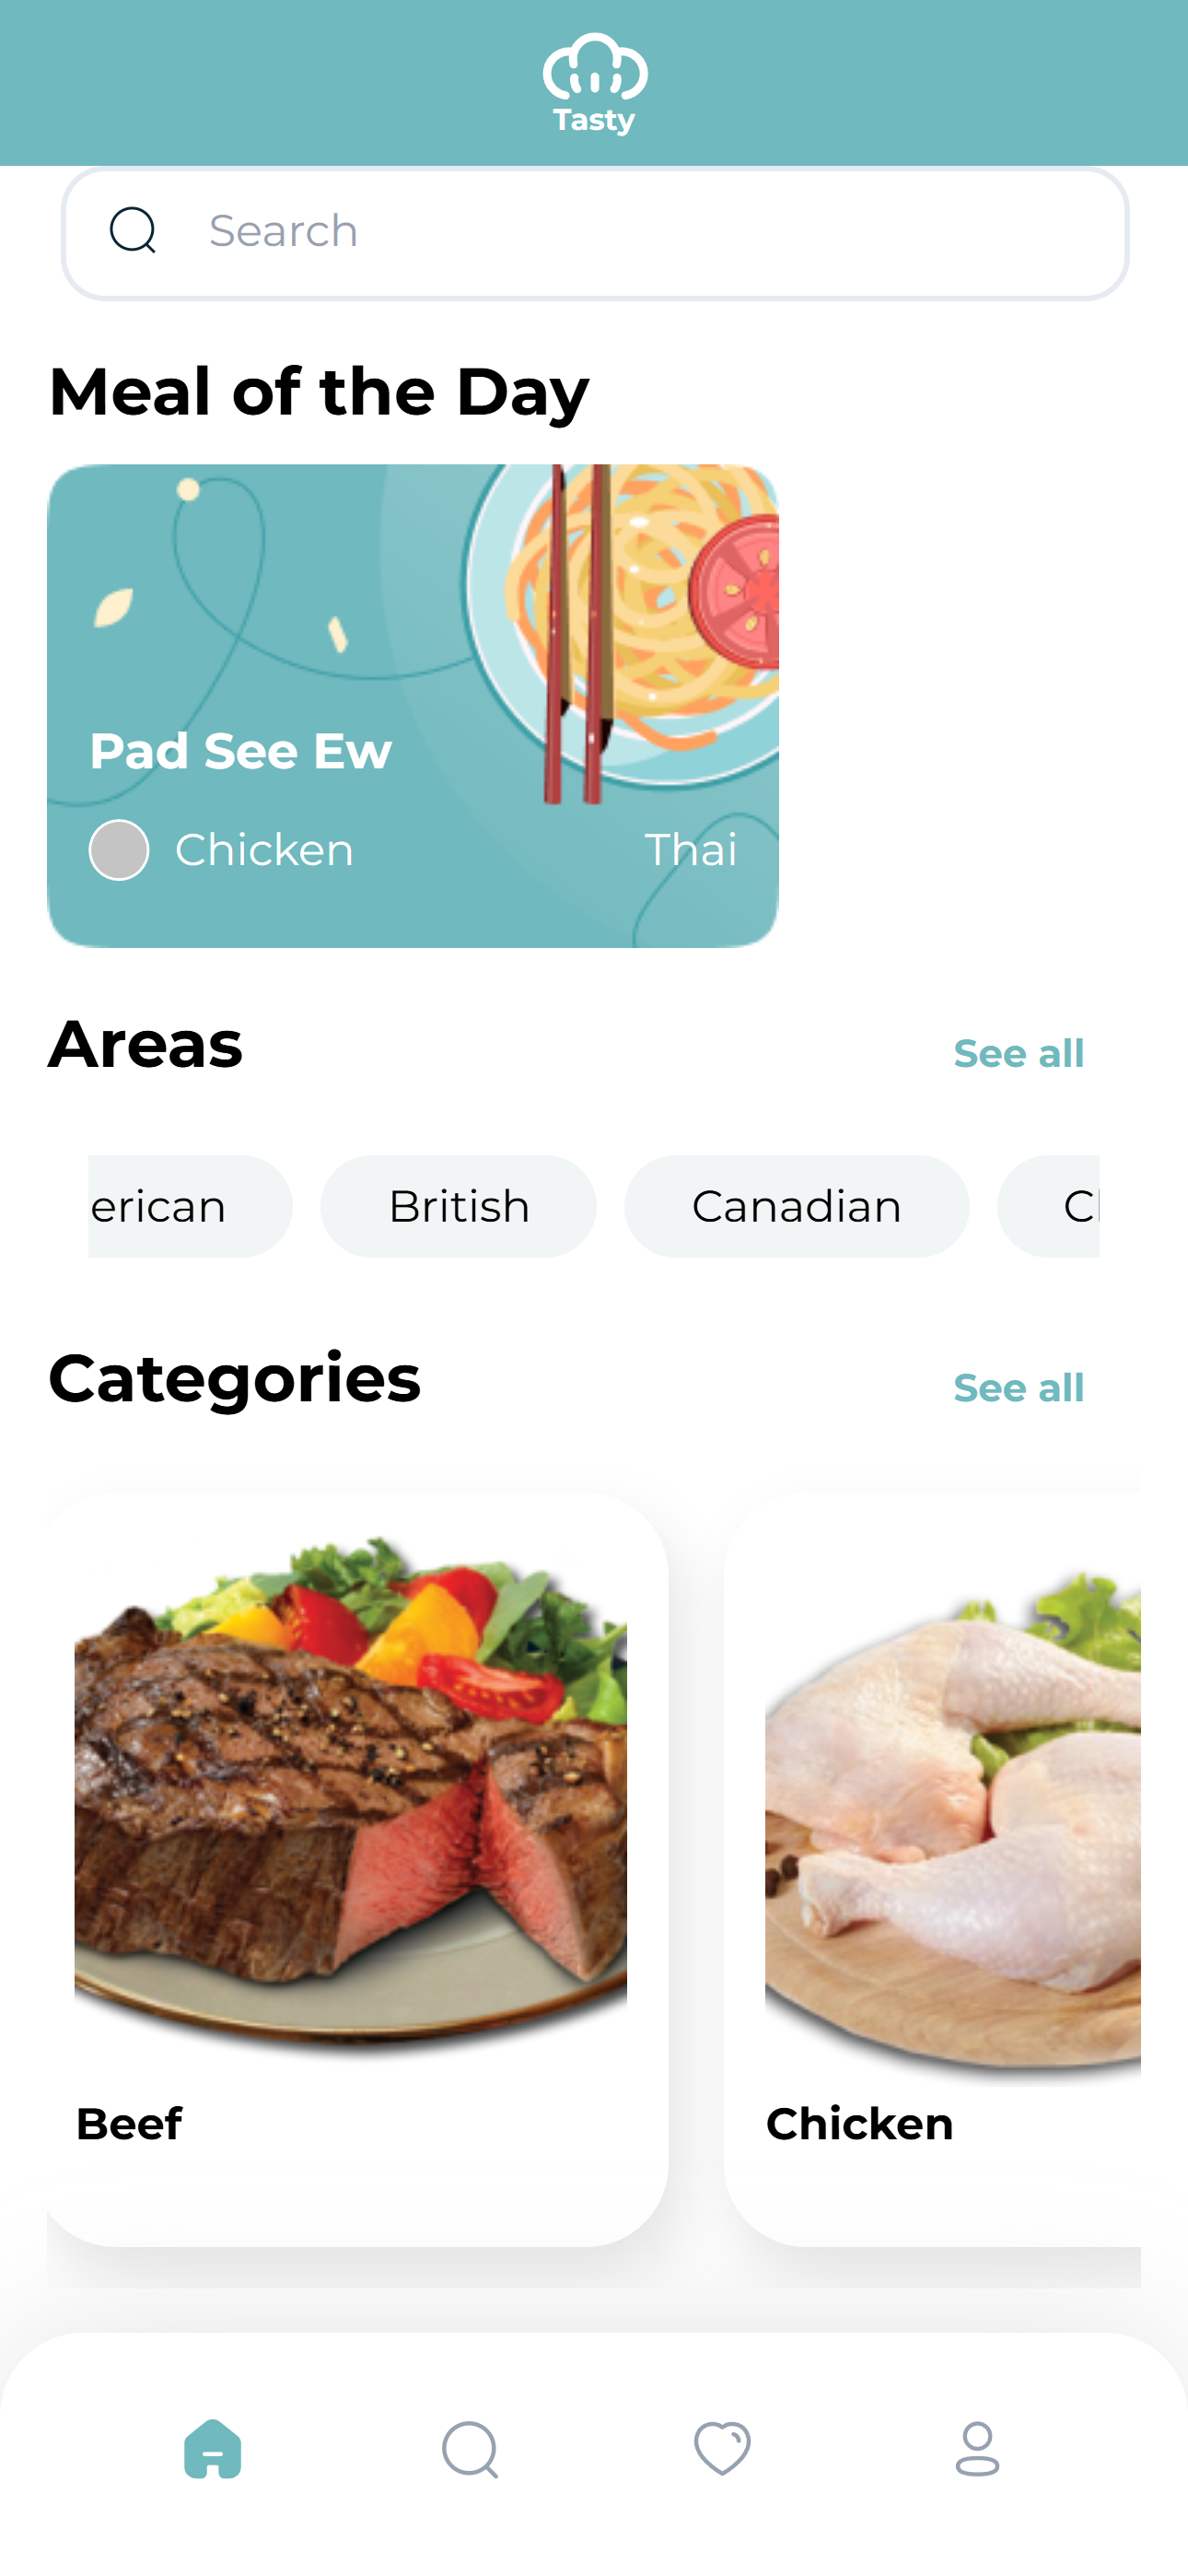 Tasty
Search
Meal of the Day
Pad See Ew
Chicken Thai
Areas See all
erican British Canadian
Categories See all
Beef Chicken